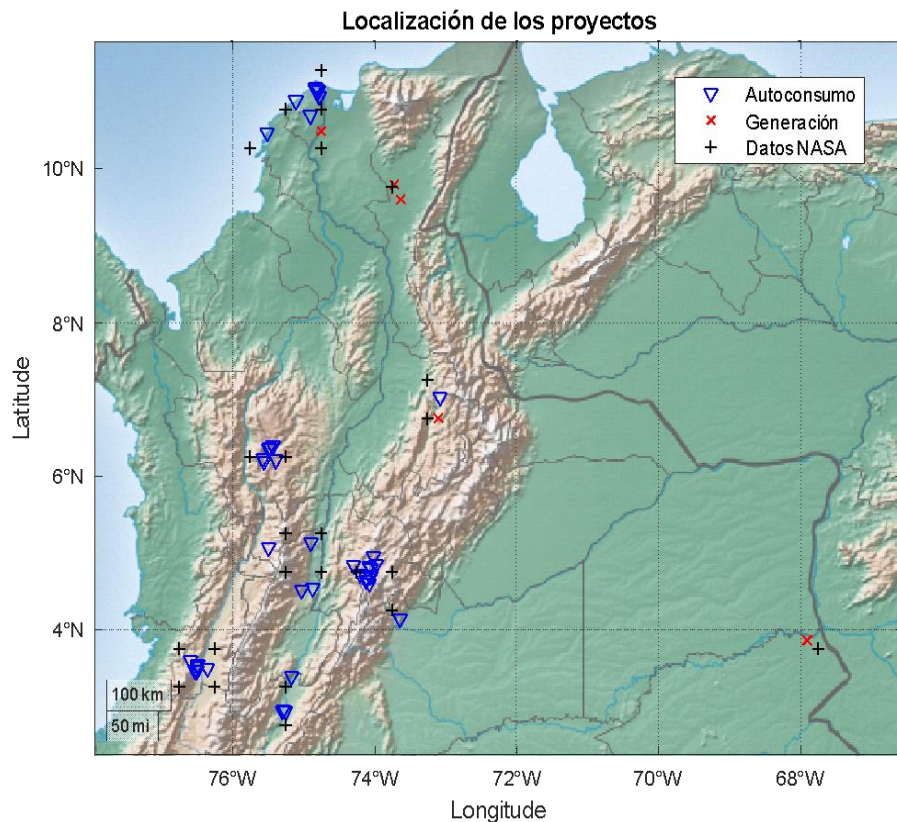 Localización de los proyectos
Autoconsumo
Generación
Datos NASA
10°N
8°N
6°N
4°N
Latitude
100 km
50 mi
76°W 74°W 72°W 70°W 68°W
Longitude